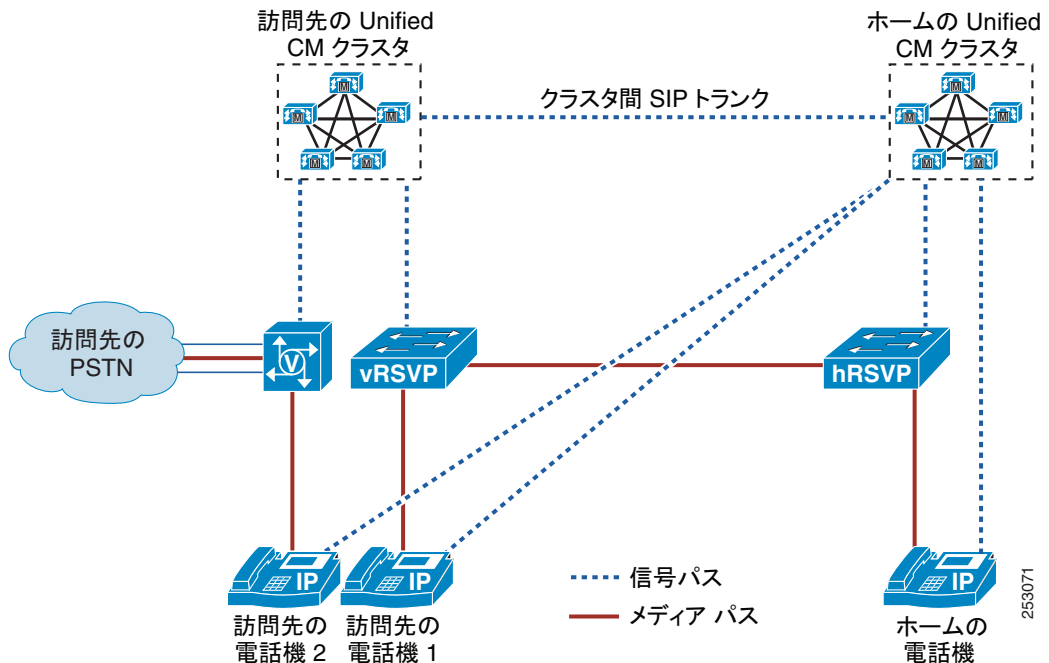 訪問先の Unified
CM クラスタ
ホームの Unified
CM クラスタ
M
M
M
M
M
M
M
M
M
M
クラスタ間 SIP トランク
訪問先の
PSTN
V
vRSVP
hRSVP
IP
IP
IP
訪問先の
電話機 2
訪問先の
電話機 1
信号パス
メディア パス
ホームの
電話機
253071